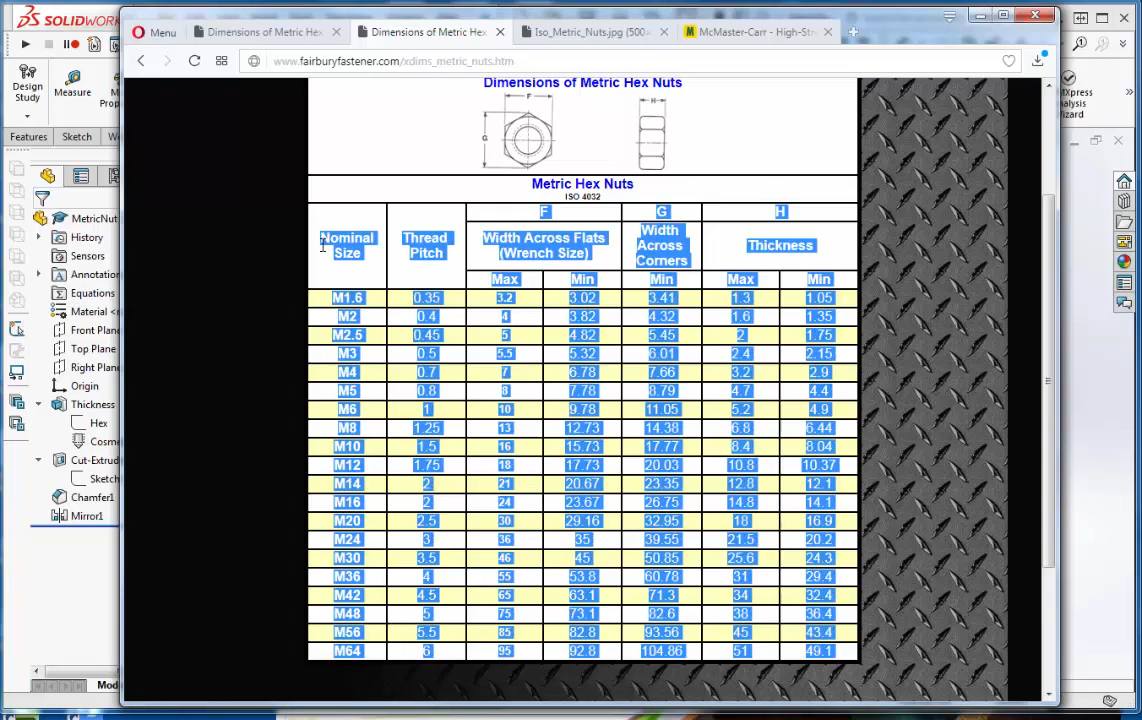 SOLIDWORKS
Menu
Dimensions of Metric Hex
Dimensions of Metric Hex
Iso_Metric_Nuts.jpg (500×
McMaster-Carr - High-Str
www.fairburyfastener.com/xdims_metric_nuts.htm
Design
Study
Measure
Features
Sketch
MetricNut
History
Sensors
Annotation
Equations
Material <
Front Plan
Top Plane
Right Plan
Origin
Thickness
Hex
Cosme
Cut-Extrud
Sketch
Chamfer1
Mirror1
Mode
MXpress
alysis
izard
Dimensions of Metric Hex Nuts
F
H
G
Metric Hex Nuts
ISO 4032
F G H
Nominal Size Thread Pitch Width Across Flats (Wrench Size) Width Across Corners Thickness
Max Min Min Max Min
M1.6 0.35 3.2 3.02 3.41 1.3 1.05
M2 0.4 4 3.82 4.32 1.6 1.35
M2.5 0.45 5 4.82 5.45 2 1.75
M3 0.5 5.5 5.32 6.01 2.4 2.15
M4 0.7 7 6.78 7.66 3.2 2.9
M5 0.8 8 7.78 8.79 4.7 4.4
M6 1 10 9.78 11.05 5.2 4.9
M8 1.25 13 12.73 14.38 6.8 6.44
M10 1.5 16 15.73 17.77 8.4 8.04
M12 1.75 18 17.73 20.03 10.8 10.37
M14 2 21 20.67 23.35 12.8 12.1
M16 2 24 23.67 26.75 14.8 14.1
M20 2.5 30 29.16 32.95 18 16.9
M24 3 36 35 39.55 21.5 20.2
M30 3.5 46 45 50.85 25.6 24.3
M36 4 55 53.8 60.78 31 29.4
M42 4.5 65 63.1 71.3 34 32.4
M48 5 75 73.1 82.6 38 36.4
M56 5.5 85 82.8 93.56 45 43.4
M64 6 95 92.8 104.86 51 49.1